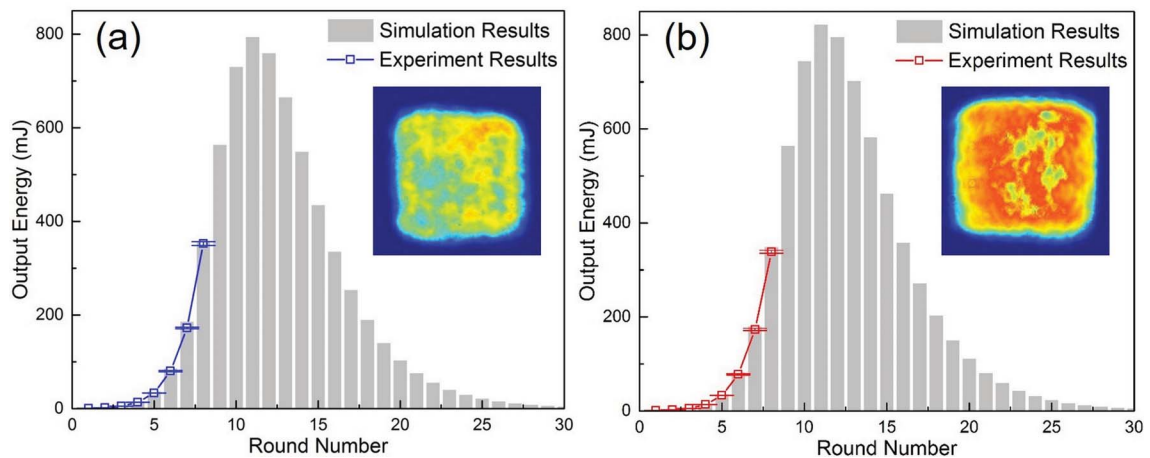 (a)
Simulation Results
Experiment Results
Output Energy (mJ)
800
600
400
200
0
0 5 10 15 20 25 30
Round Number
(b)
Simulation Results
Experiment Results
Output Energy (mJ)
800
600
400
200
0
0 5 10 15 20 25 30
Round Number